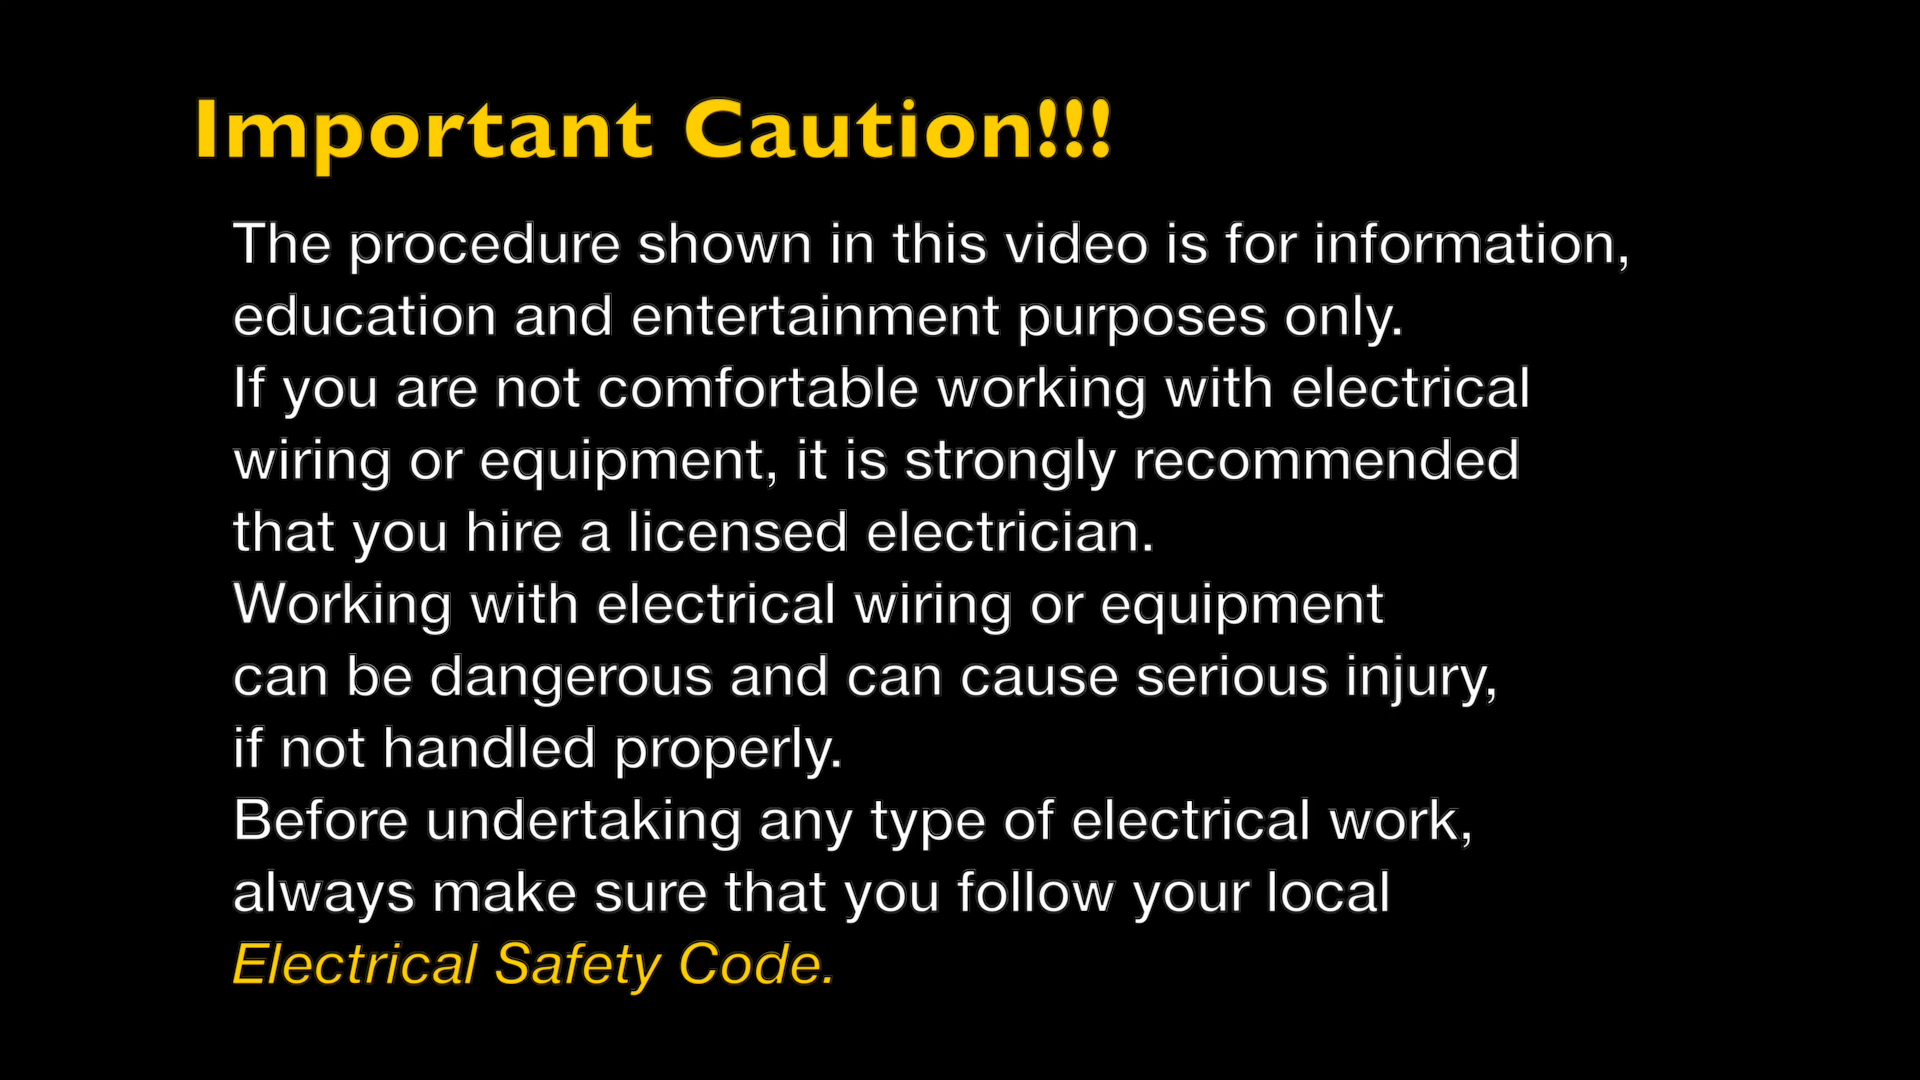 Important Caution!!!
The procedure shown in this video is for information,
education and entertainment purposes only.
If you are not comfortable working with electrical
wiring or equipment, it is strongly recommended
that you hire a licensed electrician.
Working with electrical wiring or equipment
can be dangerous and can cause serious injury,
if not handled properly.
Before undertaking any type of electrical work,
always make sure that you follow your local
Electrical Safety Code.